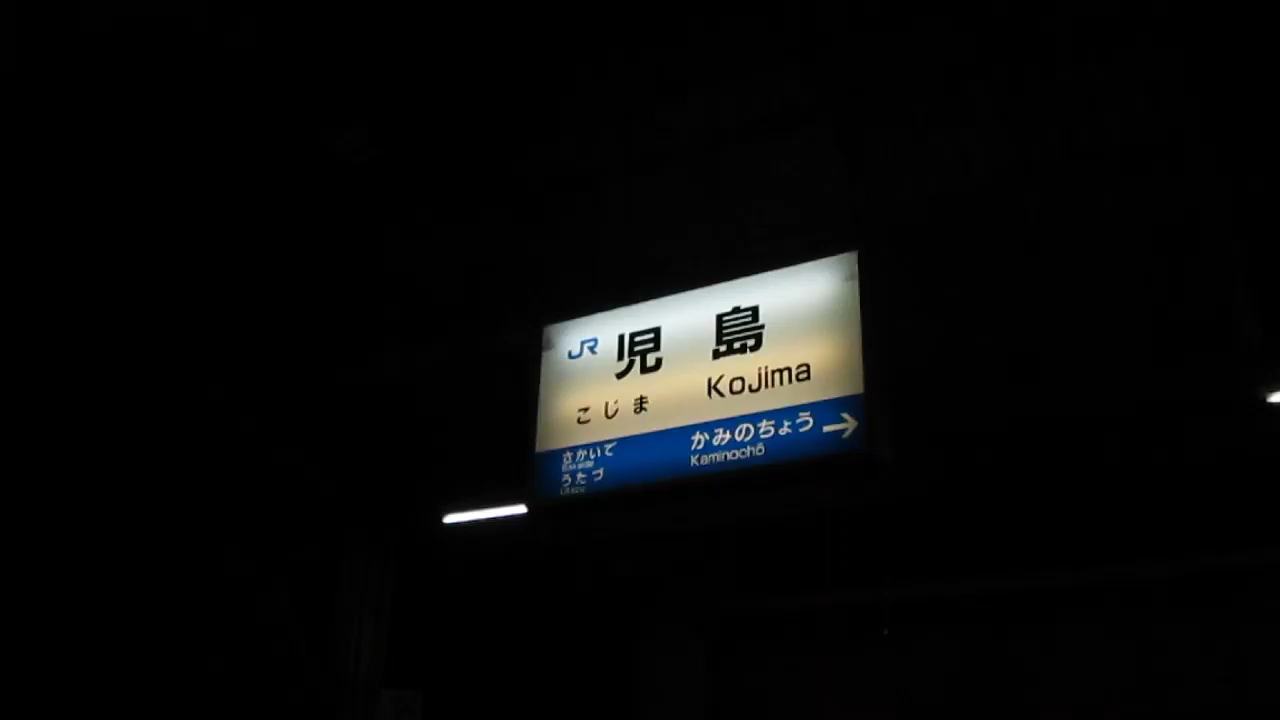 JR 児島
こじま Kojima
さかいで かみのちょう →
Kaminochō
うたづ